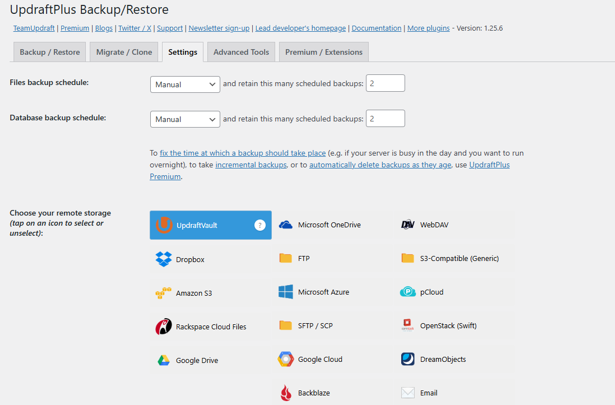 UpdraftPlus Backup/Restore
TeamUpdraft | Premium | Blogs | Twitter / X | Support | Newsletter sign-up | Lead developer's homepage | Documentation | More plugins - Version: 1.25.6
Backup / Restore Migrate / Clone Settings Advanced Tools Premium / Extensions
Files backup schedule: Manual and retain this many scheduled backups: 2
Database backup schedule: Manual and retain this many scheduled backups: 2
To fix the time at which a backup should take place (e.g. if your server is busy in the day and you want to run
overnight), to take incremental backups, or to automatically delete backups as they age, use UpdraftPlus
Premium.
Choose your remote storage
(tap on an icon to select or
unselect):
UpdraftVault ? Microsoft OneDrive WebDAV
Dropbox FTP S3-Compatible (Generic)
Amazon S3 Microsoft Azure pCloud
Rackspace Cloud Files SFTP / SCP OpenStack (Swift)
Google Drive Google Cloud DreamObjects
Backblaze Email